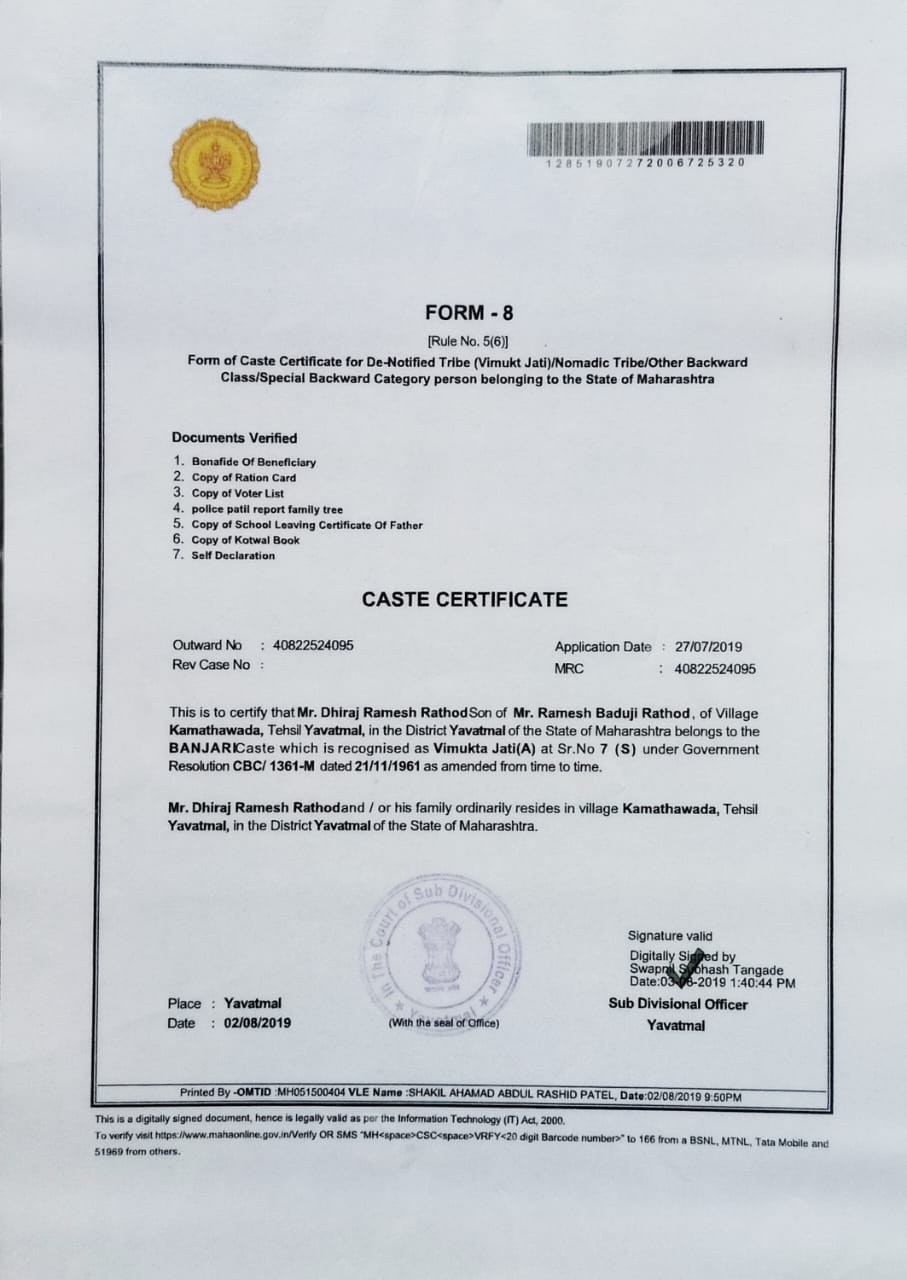 12851907272006725320
FORM - 8
[Rule No. 5(6)]
Form of Caste Certificate for De-Notified Tribe (Vimukt Jati)/Nomadic Tribe/Other Backward
Class/Special Backward Category person belonging to the State of Maharashtra
Documents Verified
1. Bonafide Of Beneficiary
2. Copy of Ration Card
3. Copy of Voter List
4. police patil report family tree
5. Copy of School Leaving Certificate Of Father
6. Copy of Kotwal Book
7. Self Declaration
CASTE CERTIFICATE
Outward No : 40822524095 Application Date : 27/07/2019
Rev Case No : MRC : 40822524095
This is to certify that Mr. Dhiraj Ramesh Rathod Son of Mr. Ramesh Baduji Rathod, of Village
Kamathawada, Tehsil Yavatmal, in the District Yavatmal of the State of Maharashtra belongs to the
BANJARI Caste which is recognised as Vimukta Jati(A) at Sr.No 7 (S) under Government
Resolution CBC/ 1361-M dated 21/11/1961 as amended from time to time.
Mr. Dhiraj Ramesh Rathod and / or his family ordinarily resides in village Kamathawada, Tehsil
Yavatmal, in the District Yavatmal of the State of Maharashtra.
In The Court of Sub Divisional Officer
Yavatmal
Signature valid
Digitally Signed by
Swapnil Subhash Tangade
Date:03-08-2019 1:40:44 PM
Place : Yavatmal Sub Divisional Officer
Date : 02/08/2019 (With the seal of Office) Yavatmal
Printed By -OMTID :MH051500404 VLE Name :SHAKIL AHAMAD ABDUL RASHID PATEL, Date:02/08/2019 9:50PM
This is a digitally signed document, hence is legally valid as per the Information Technology (IT) Act, 2000.
To verify visit https://www.mahaonline.gov.in/Verify OR SMS "MH<space>CSC<space>VRFY<20 digit Barcode number>" to 166 from a BSNL, MTNL, Tata Mobile and
51969 from others.